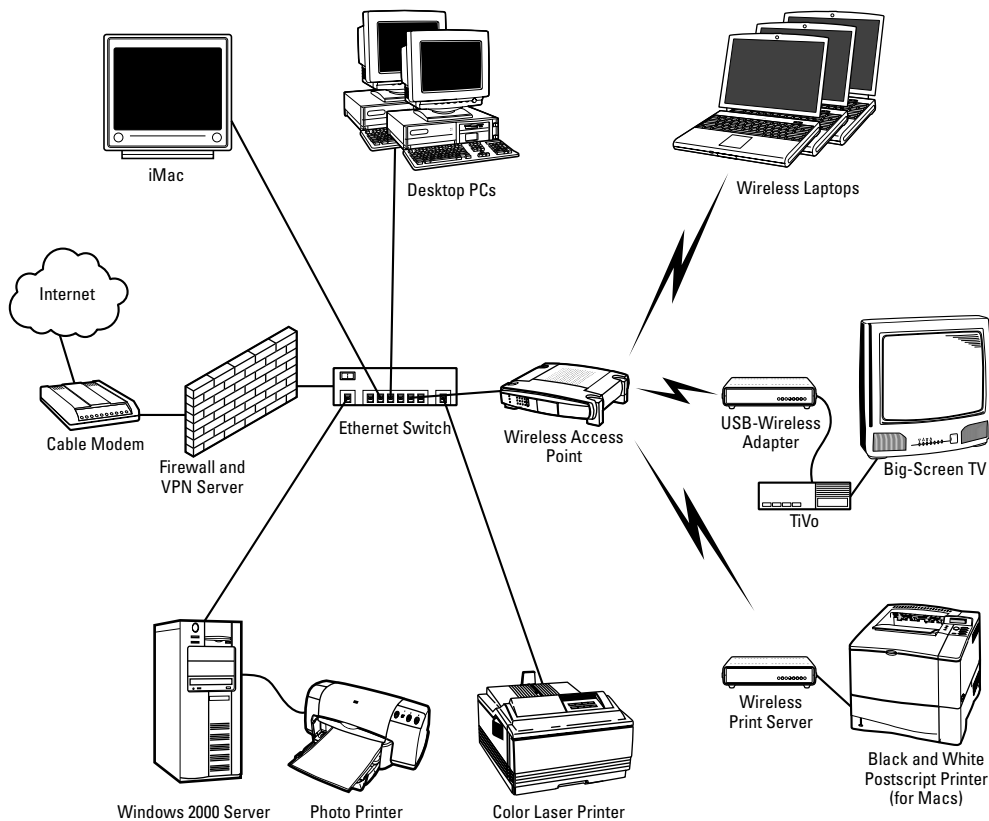 iMac
Desktop PCs
Wireless Laptops
Internet
Cable Modem
Firewall and
VPN Server
Ethernet Switch
Wireless Access
Point
USB-Wireless
Adapter
TiVo
Big-Screen TV
Windows 2000 Server
Photo Printer
Color Laser Printer
Wireless
Print Server
Black and White
Postscript Printer
(for Macs)